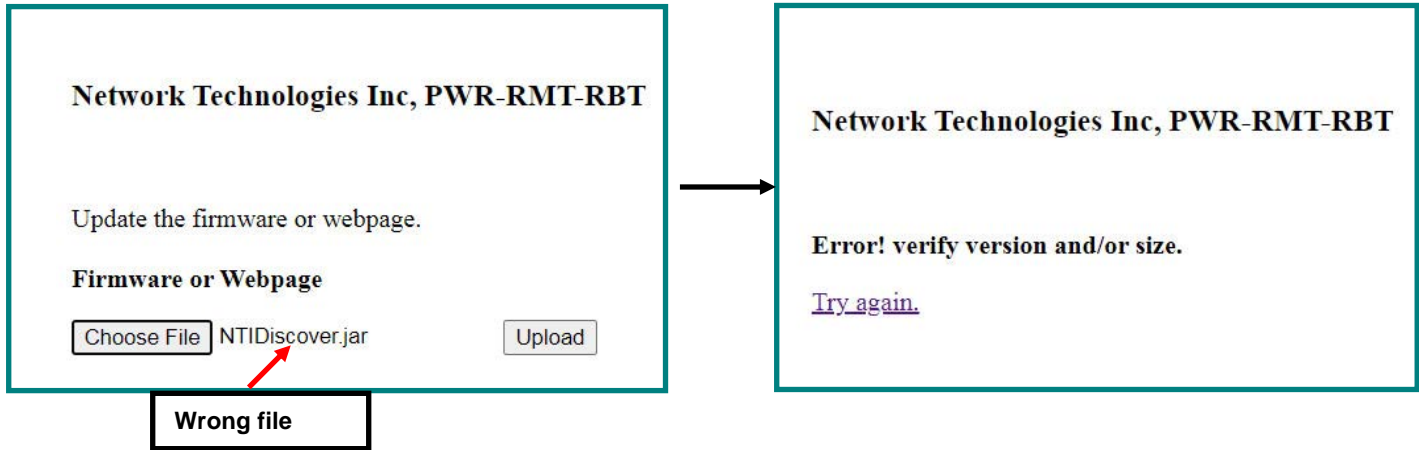 Network Technologies Inc, PWR-RMT-RBT
Update the firmware or webpage.
Firmware or Webpage
Choose File NTIDiscover.jar Upload
Wrong file
Network Technologies Inc, PWR-RMT-RBT
Error! verify version and/or size.
Try again.